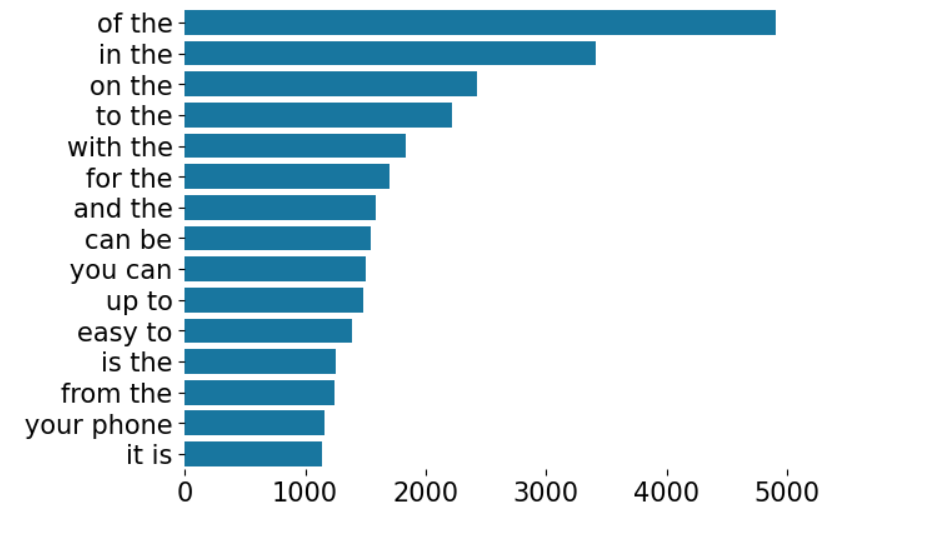 of the
in the
on the
to the
with the
for the
and the
can be
you can
up to
easy to
is the
from the
your phone
it is
0 1000 2000 3000 4000 5000